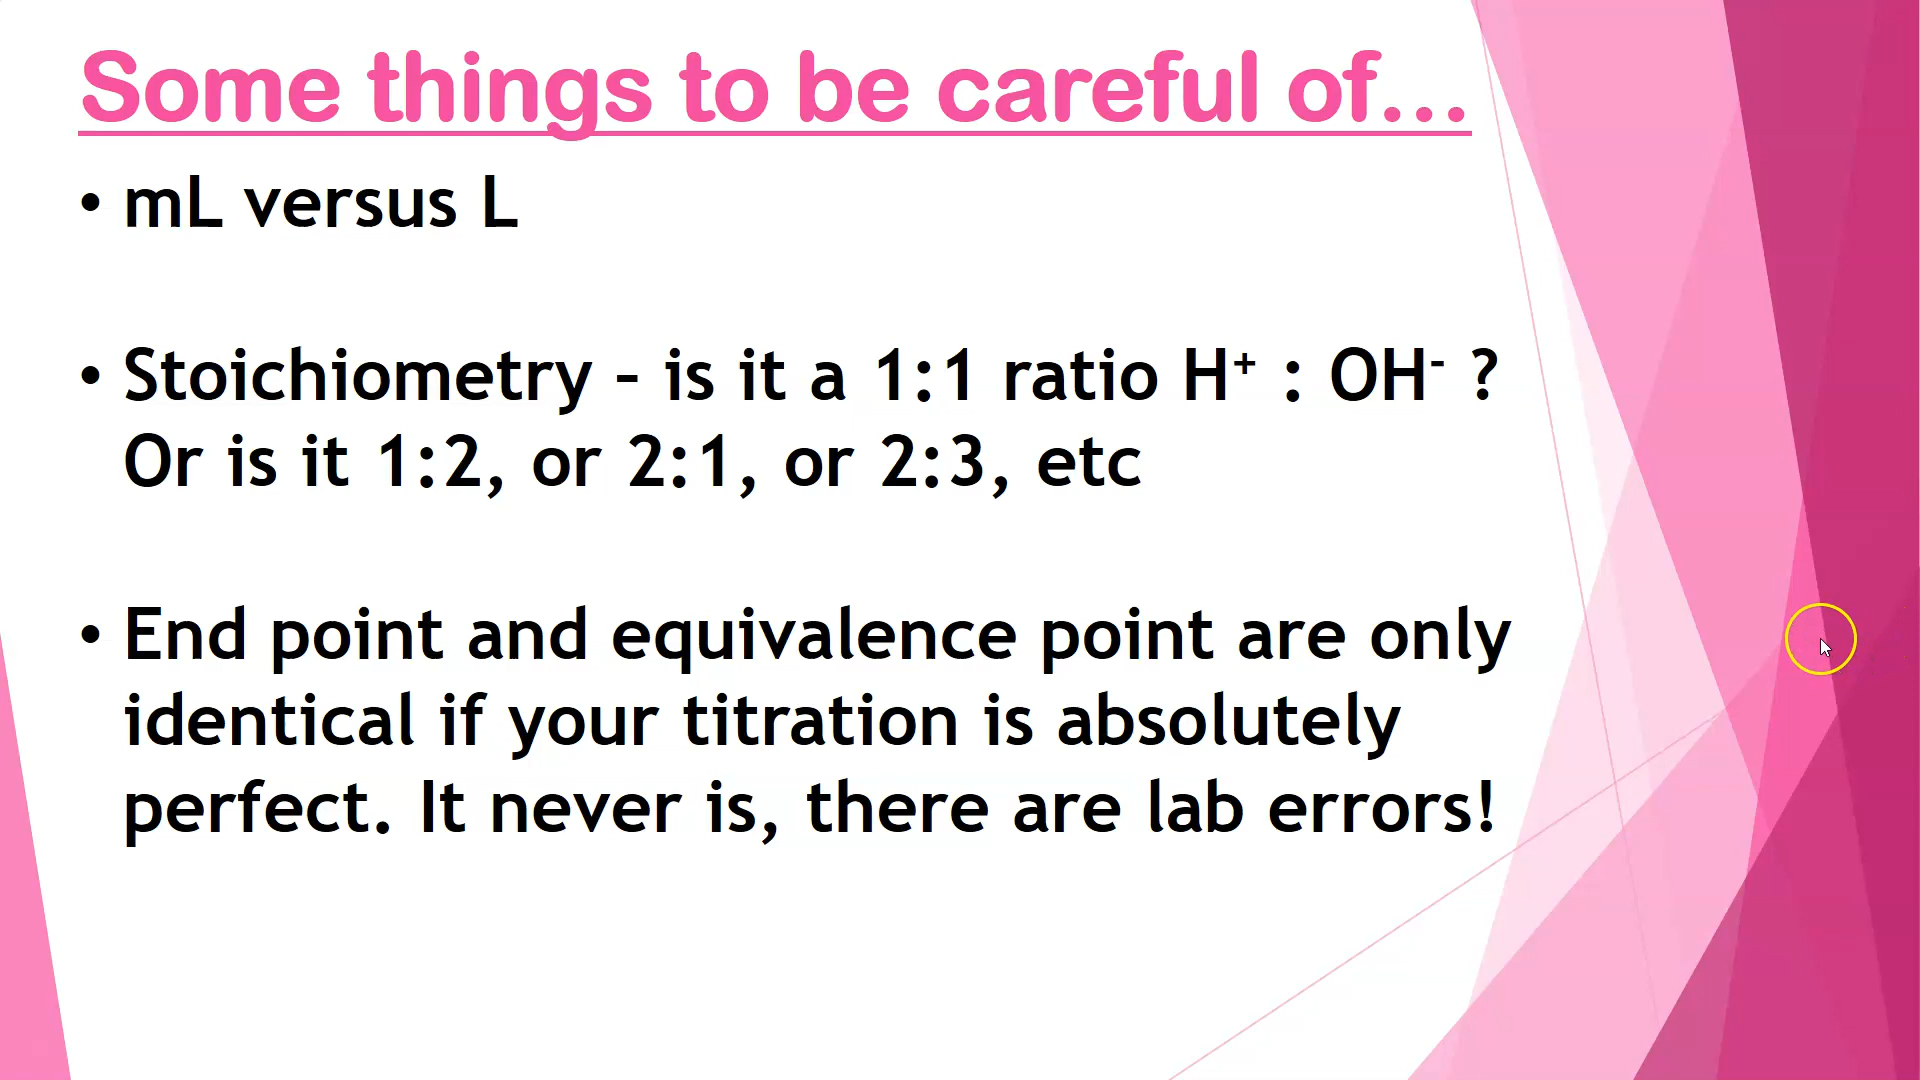 Some things to be careful of...
• mL versus L
• Stoichiometry – is it a 1:1 ratio H⁺ : OH⁻ ?
Or is it 1:2, or 2:1, or 2:3, etc
• End point and equivalence point are only
identical if your titration is absolutely
perfect. It never is, there are lab errors!